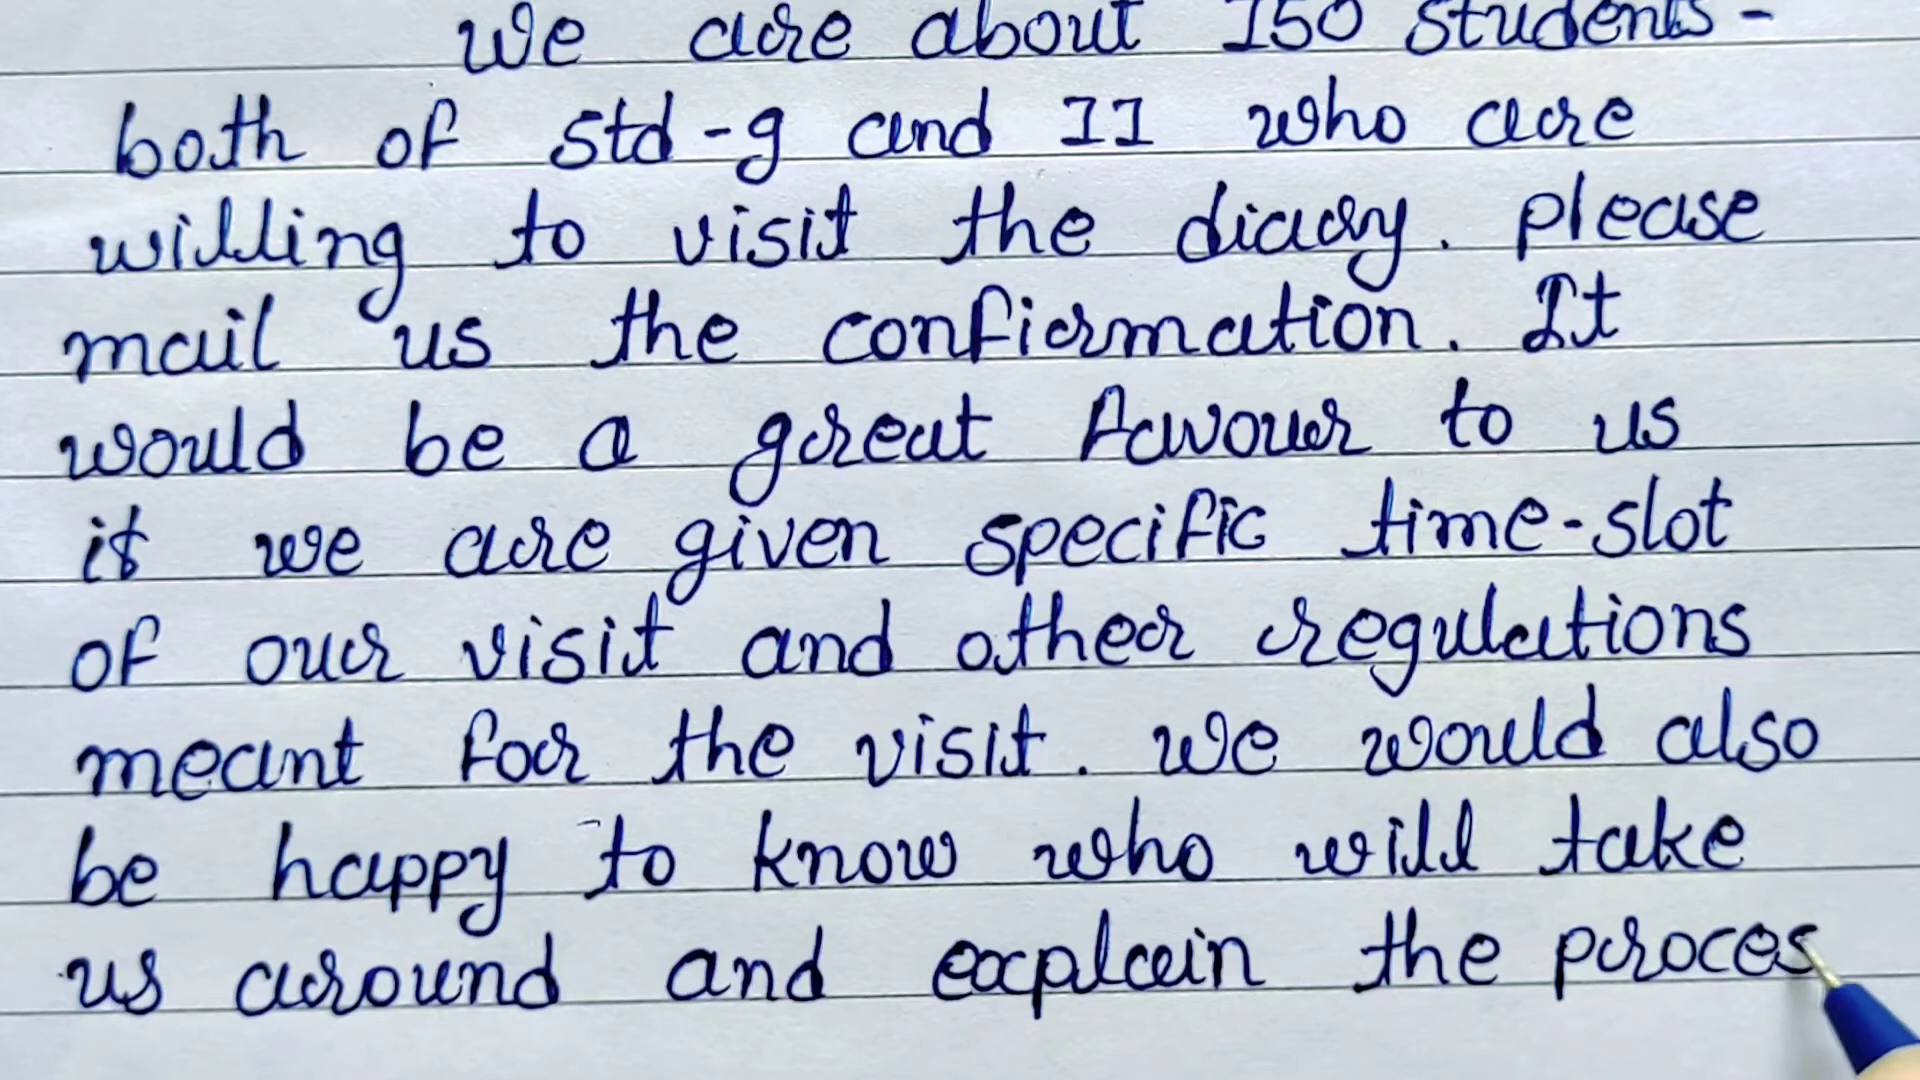 We are about 150 students -
both of std-9 and 11 who are
willing to visit the diary. please
mail us the confirmation. It
would be a great favour to us
if we are given specific time-slot
of our visit and other regulations
meant for the visit. we would also
be happy to know who will take
us around and explain the proces